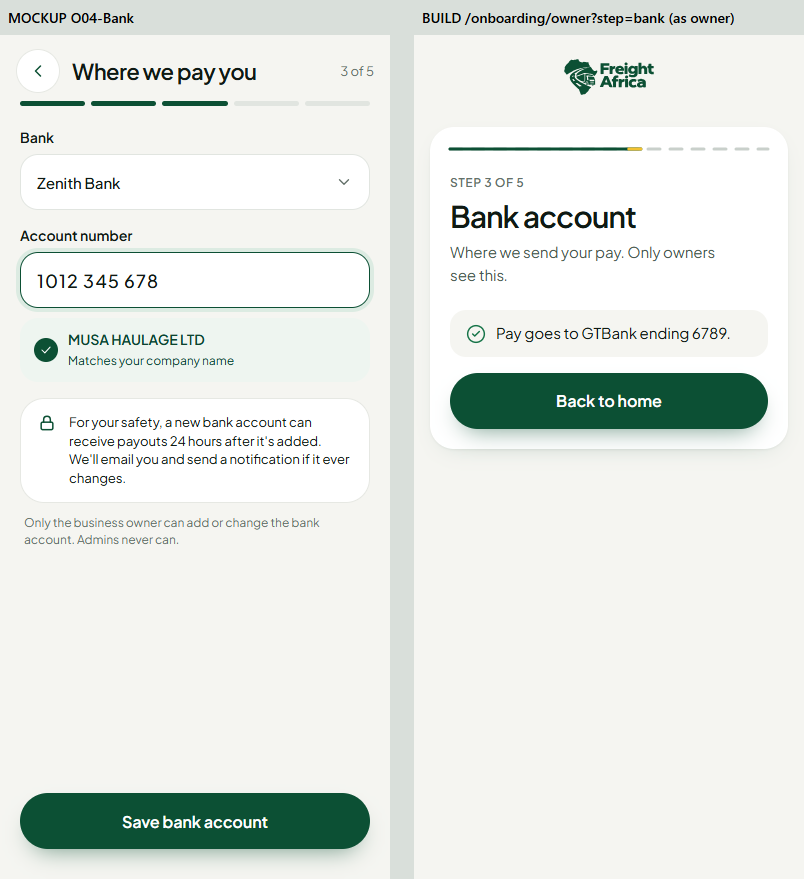 MOCKUP O04-Bank
Where we pay you
3 of 5
Bank
Zenith Bank
Account number
1012 345 678
MUSA HAULAGE LTD
Matches your company name
For your safety, a new bank account can
receive payouts 24 hours after it's added.
We'll email you and send a notification if it ever
changes.
Only the business owner can add or change the bank
account. Admins never can.
Save bank account
BUILD /onboarding/owner?step=bank (as owner)
Freight
Africa
STEP 3 OF 5
Bank account
Where we send your pay. Only owners
see this.
Pay goes to GTBank ending 6789.
Back to home